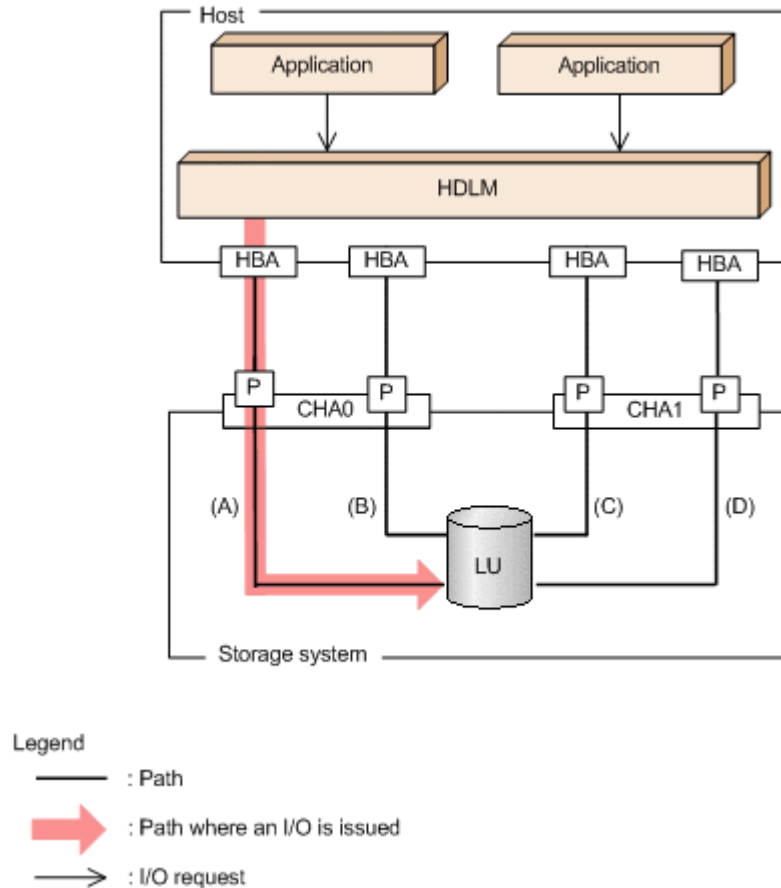 Host
Application
Application
HDLM
HBA
HBA
HBA
HBA
P
P
P
P
CHA0
CHA1
(A)
(B)
(C)
(D)
LU
Storage system
Legend
: Path
: Path where an I/O is issued
: I/O request